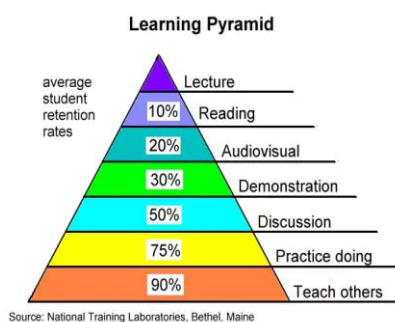 Learning Pyramid
average
student
retention
rates
Lecture
10%
Reading
20%
Audiovisual
30%
Demonstration
50%
Discussion
75%
Practice doing
90%
Teach others
Source: National Training Laboratories, Bethel, Maine